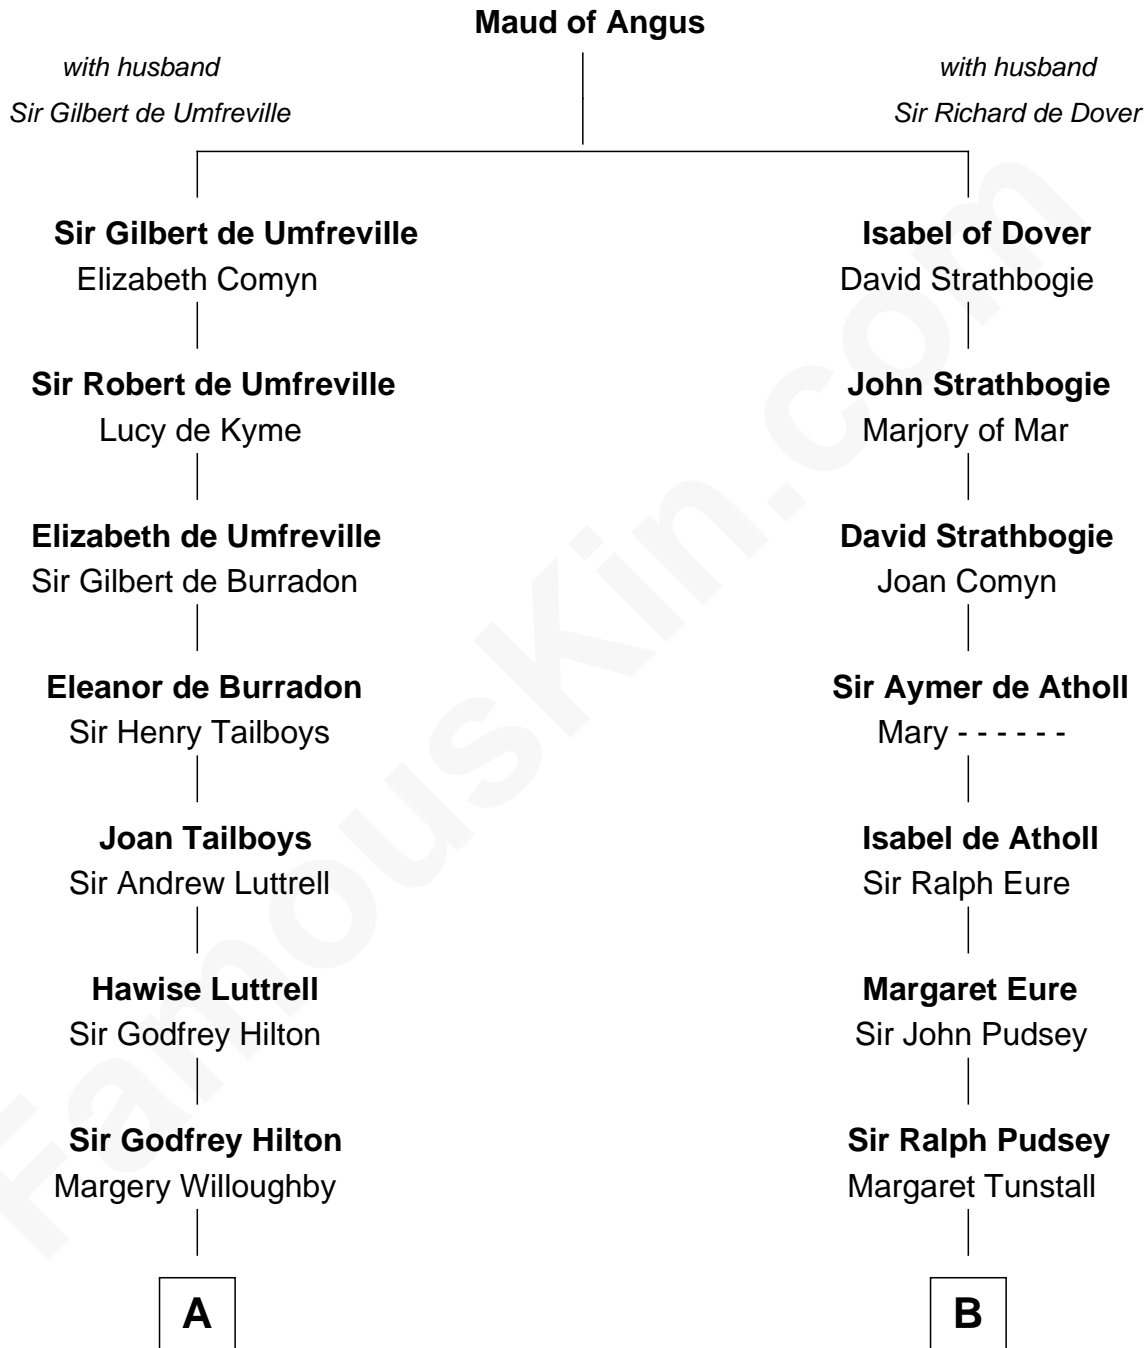 Maud of Angus
with husband
Sir Gilbert de Umfreville
with husband
Sir Richard de Dover
Sir Gilbert de Umfreville
Elizabeth Comyn
Sir Robert de Umfreville
Lucy de Kyme
Elizabeth de Umfreville
Sir Gilbert de Burradon
Eleanor de Burradon
Sir Henry Tailboys
Joan Tailboys
Sir Andrew Luttrell
Hawise Luttrell
Sir Godfrey Hilton
Sir Godfrey Hilton
Margery Willoughby
A
Isabel of Dover
David Strathbogie
John Strathbogie
Marjory of Mar
David Strathbogie
Joan Comyn
Sir Aymer de Atholl
Mary - - - - - -
Isabel de Atholl
Sir Ralph Eure
Margaret Eure
Sir John Pudsey
Sir Ralph Pudsey
Margaret Tunstall
B
FamousKin.com